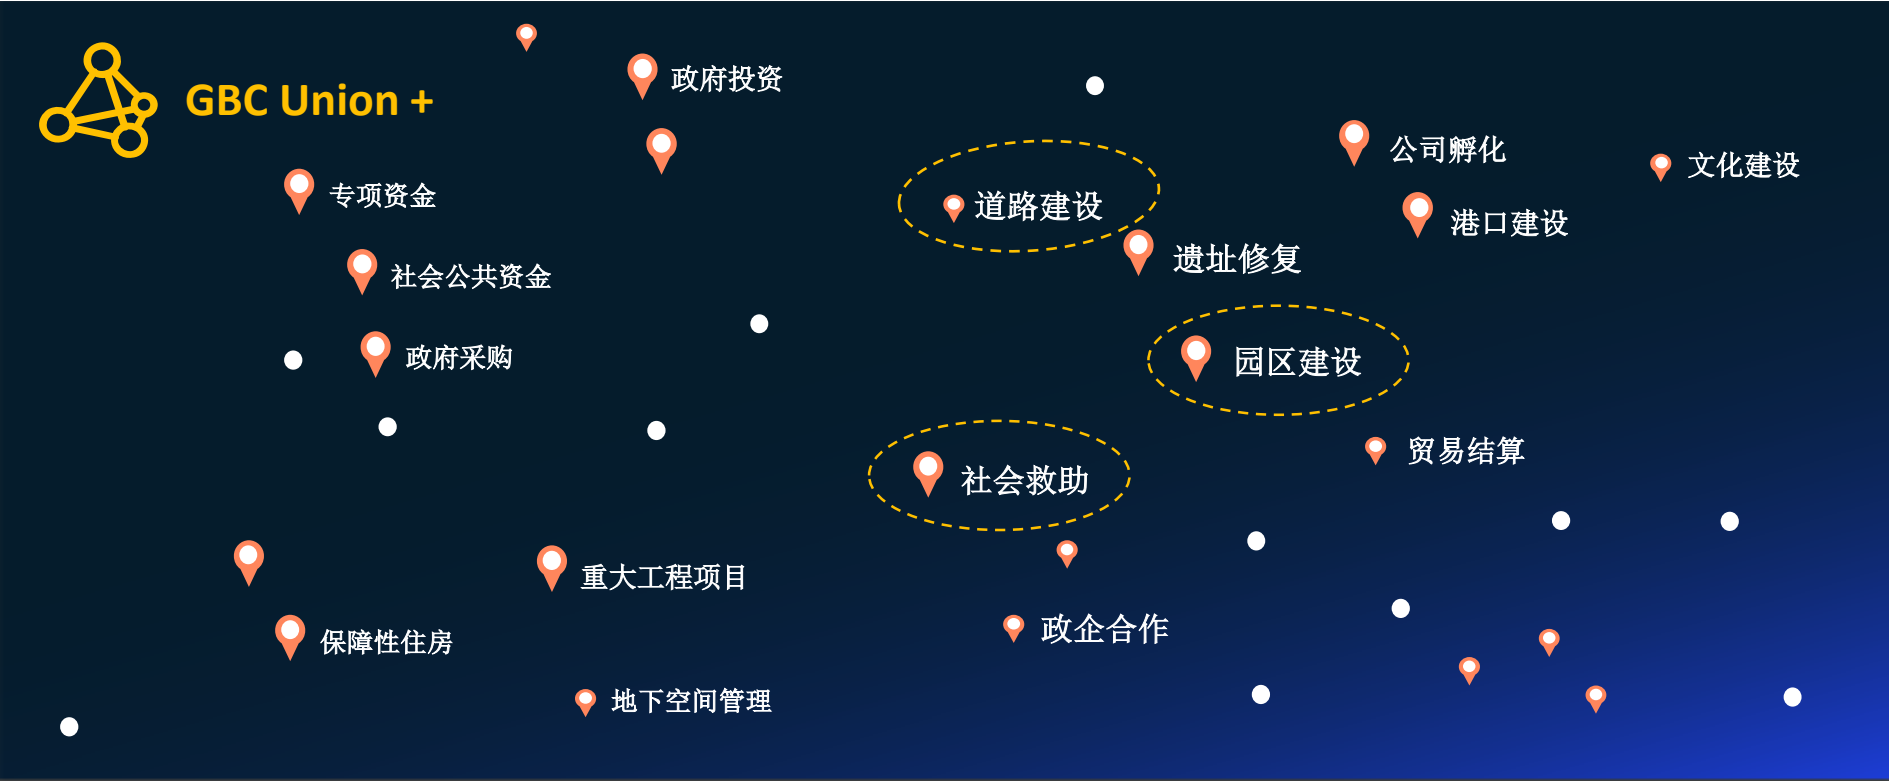 GBC Union +
政府投资
公司孵化
文化建设
专项资金
道路建设
港口建设
遗址修复
社会公共资金
政府采购
园区建设
贸易结算
社会救助
重大工程项目
政企合作
保障性住房
地下空间管理